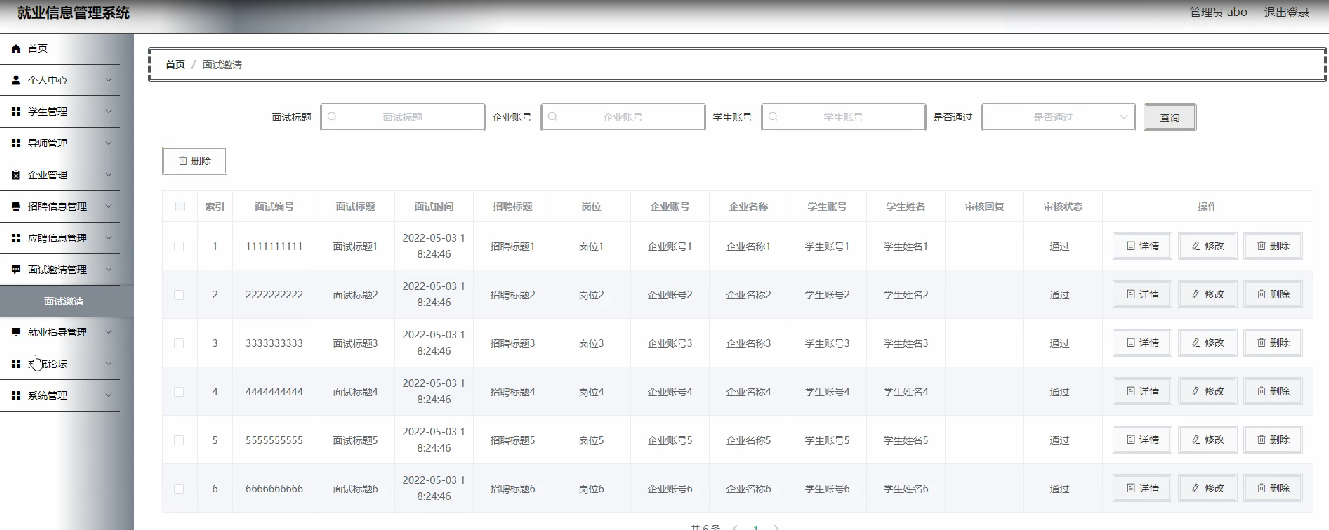 就业信息管理系统
管理员 abo 退出登录
首页
个人中心
学生管理
导师管理
企业管理
招聘信息管理
应聘信息管理
面试邀请管理
面试邀请
就业指导管理
论坛
系统管理
首页 / 面试邀请
面试标题 面试标题 企业账号 企业账号 学生账号 学生账号 是否通过 是否通过 查询
删除
索引 面试编号 面试标题 面试时间 招聘标题 岗位 企业账号 企业名称 学生账号 学生姓名 审核回复 审核状态 操作
1 1111111111 面试标题1 2022-05-03 18:24:46 招聘标题1 岗位1 企业账号1 企业名称1 学生账号1 学生姓名1 通过 详情 修改 删除
2 2222222222 面试标题2 2022-05-03 18:24:46 招聘标题2 岗位2 企业账号2 企业名称2 学生账号2 学生姓名2 通过 详情 修改 删除
3 3333333333 面试标题3 2022-05-03 18:24:46 招聘标题3 岗位3 企业账号3 企业名称3 学生账号3 学生姓名3 通过 详情 修改 删除
4 4444444444 面试标题4 2022-05-03 18:24:46 招聘标题4 岗位4 企业账号4 企业名称4 学生账号4 学生姓名4 通过 详情 修改 删除
5 5555555555 面试标题5 2022-05-03 18:24:46 招聘标题5 岗位5 企业账号5 企业名称5 学生账号5 学生姓名5 通过 详情 修改 删除
6 6666666666 面试标题6 2022-05-03 18:24:46 招聘标题6 岗位6 企业账号6 企业名称6 学生账号6 学生姓名6 通过 详情 修改 删除
共 6 条 1